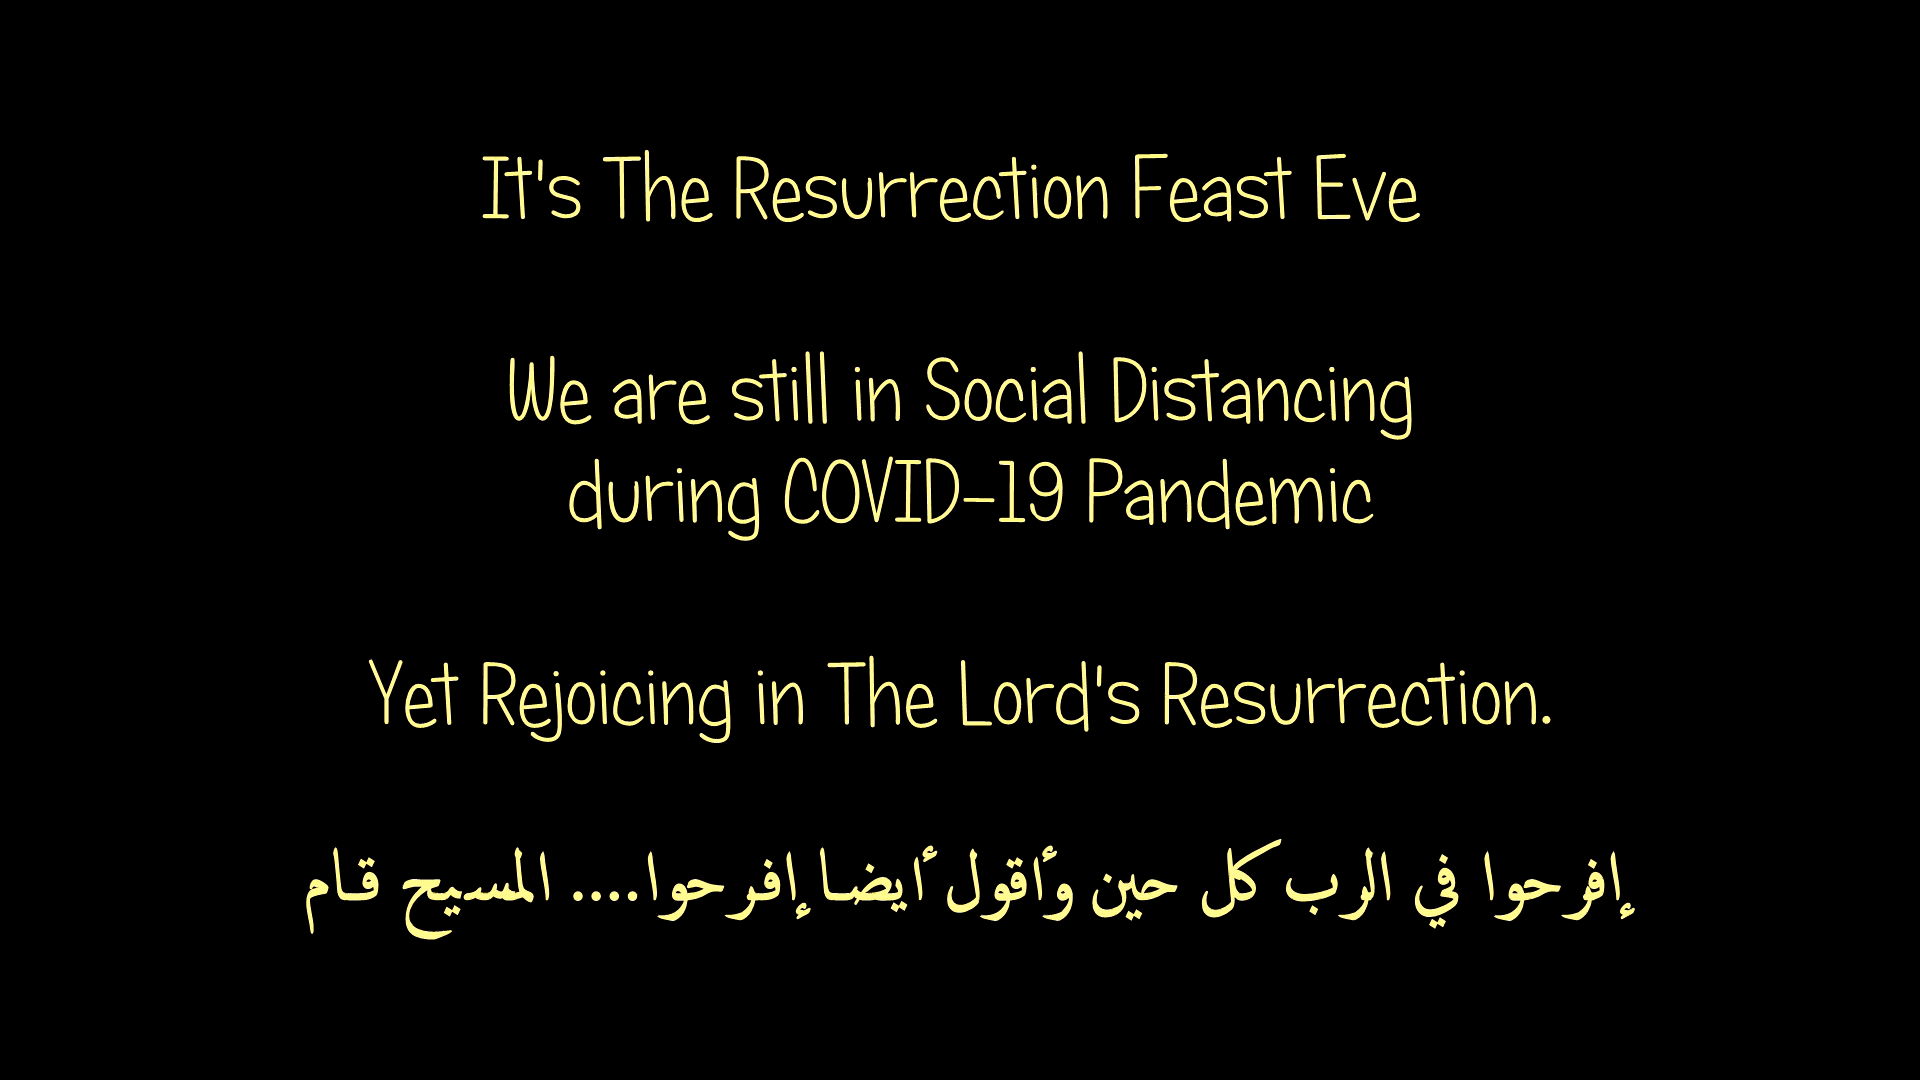 It's The Resurrection Feast Eve
We are still in Social Distancing
during COVID-19 Pandemic
Yet Rejoicing in The Lord's Resurrection.
إفرحوا في الرب كل حين وأقول أيضا إفرحوا.... المسيح قام